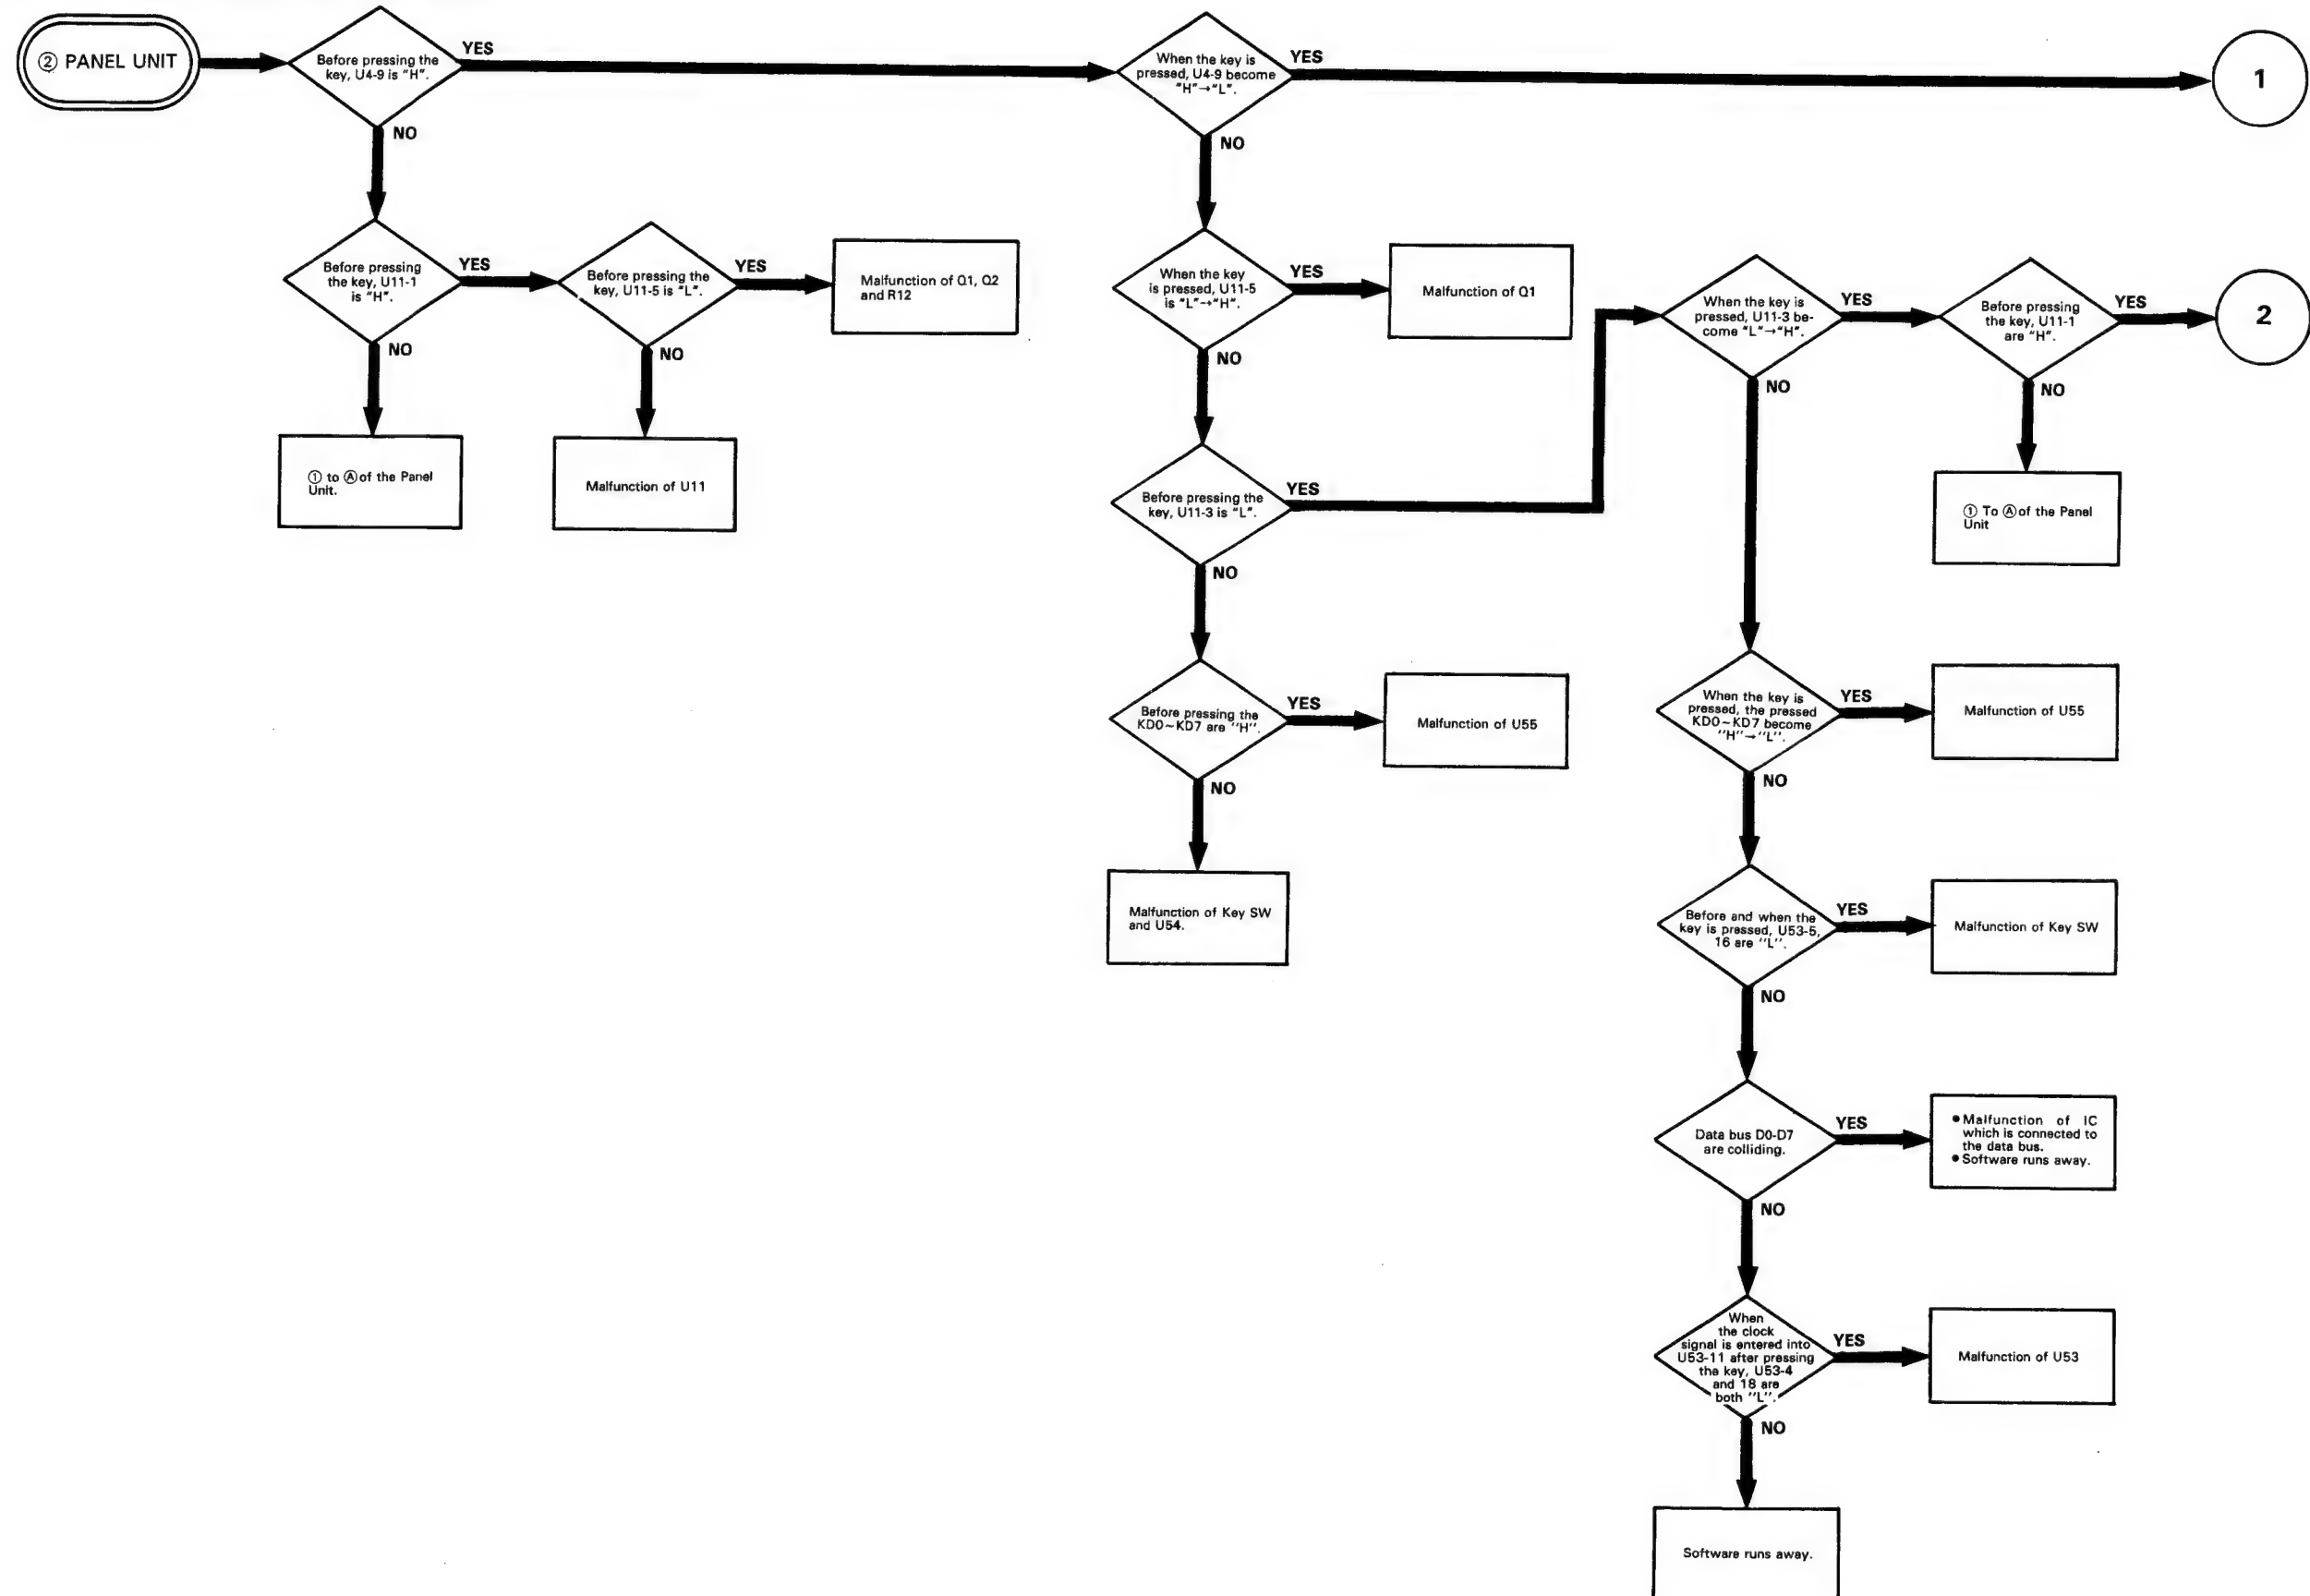 ② PANEL UNIT
Before pressing the
key, U4-9 is "H".
YES
NO
When the key is
pressed, U4-9 become
"H"→"L".
YES
NO
1
Before pressing
the key, U11-1
is "H".
YES
NO
Before pressing the
key, U11-5 is "L".
YES
NO
Malfunction of Q1, Q2
and R12
① to Ⓐ of the Panel
Unit.
Malfunction of U11
When the key
is pressed, U11-5
is "L"→"H".
YES
NO
Malfunction of Q1
Before pressing the
key, U11-3 is "L".
YES
NO
When the key is
pressed, U11-3 be-
come "L"→"H".
YES
NO
Before pressing
the key, U11-1
are "H".
YES
NO
2
① To Ⓐ of the Panel
Unit
Before pressing the
KD0~KD7 are "H".
YES
NO
Malfunction of U55
Malfunction of Key SW
and U54.
When the key is
pressed, the pressed
KD0~KD7 become
"H"→"L".
YES
NO
Malfunction of U55
Before and when the
key is pressed, U53-5,
16 are "L".
YES
NO
Malfunction of Key SW
Data bus D0-D7
are colliding.
YES
NO
● Malfunction of IC
which is connected to
the data bus.
● Software runs away.
When
the clock
signal is entered into
U53-11 after pressing
the key, U53-4
and 18 are
both "L".
YES
NO
Malfunction of U53
Software runs away.